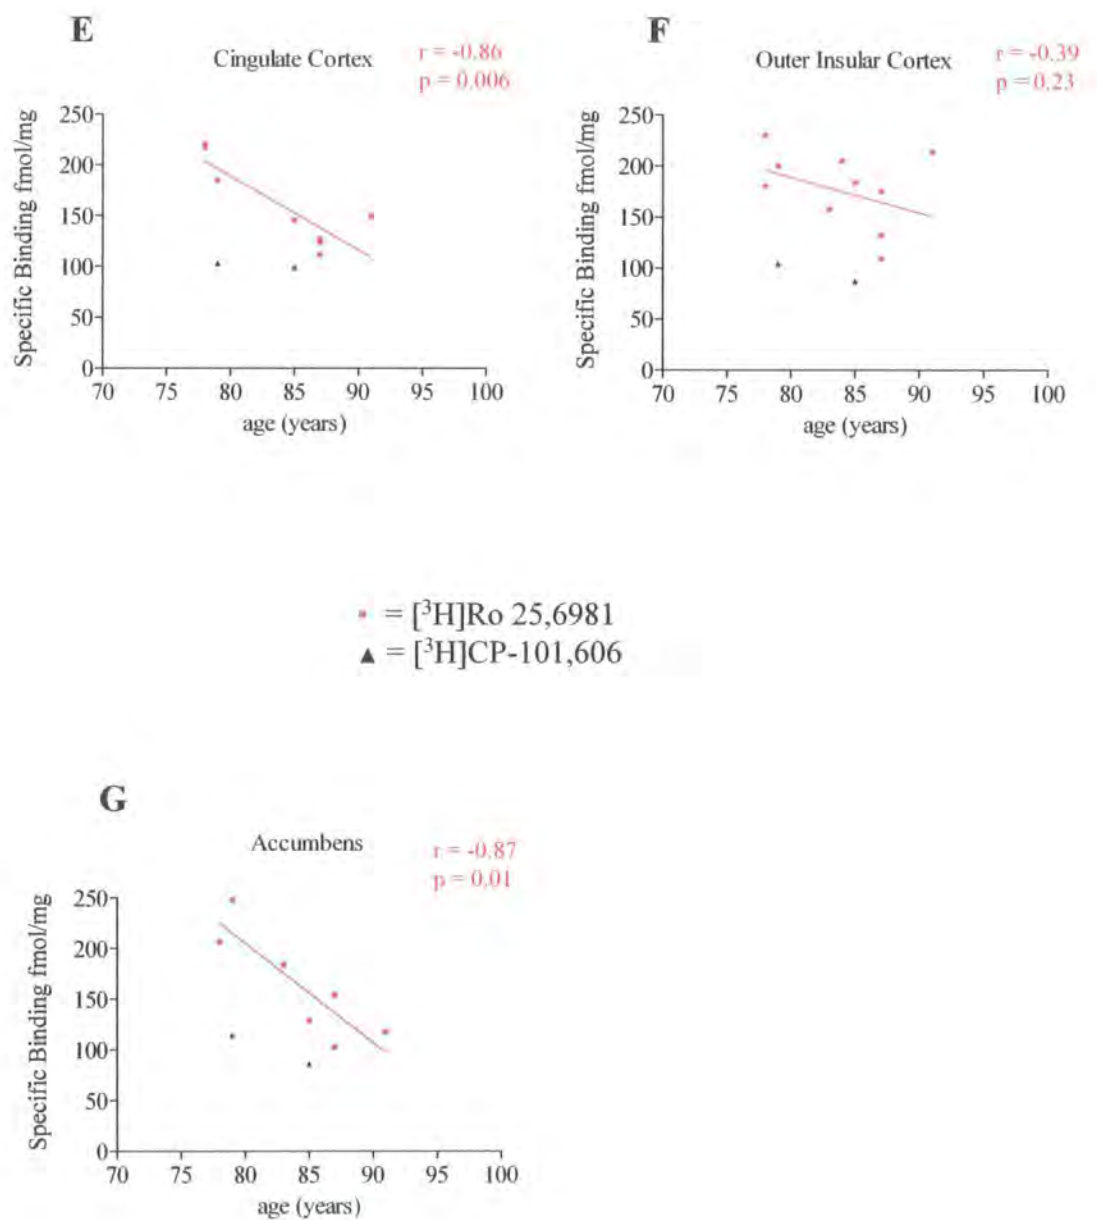 E
Cingulate Cortex
r = -0.86
p = 0.006
Specific Binding fmol/mg
250
200
150
100
50
0
70 75 80 85 90 95 100
age (years)
F
Outer Insular Cortex
r = -0.39
p = 0.23
Specific Binding fmol/mg
250
200
150
100
50
0
70 75 80 85 90 95 100
age (years)
= [³H]Ro 25,6981
▲ = [³H]CP-101,606
G
Accumbens
r = -0.87
p = 0.01
Specific Binding fmol/mg
250
200
150
100
50
0
70 75 80 85 90 95 100
age (years)